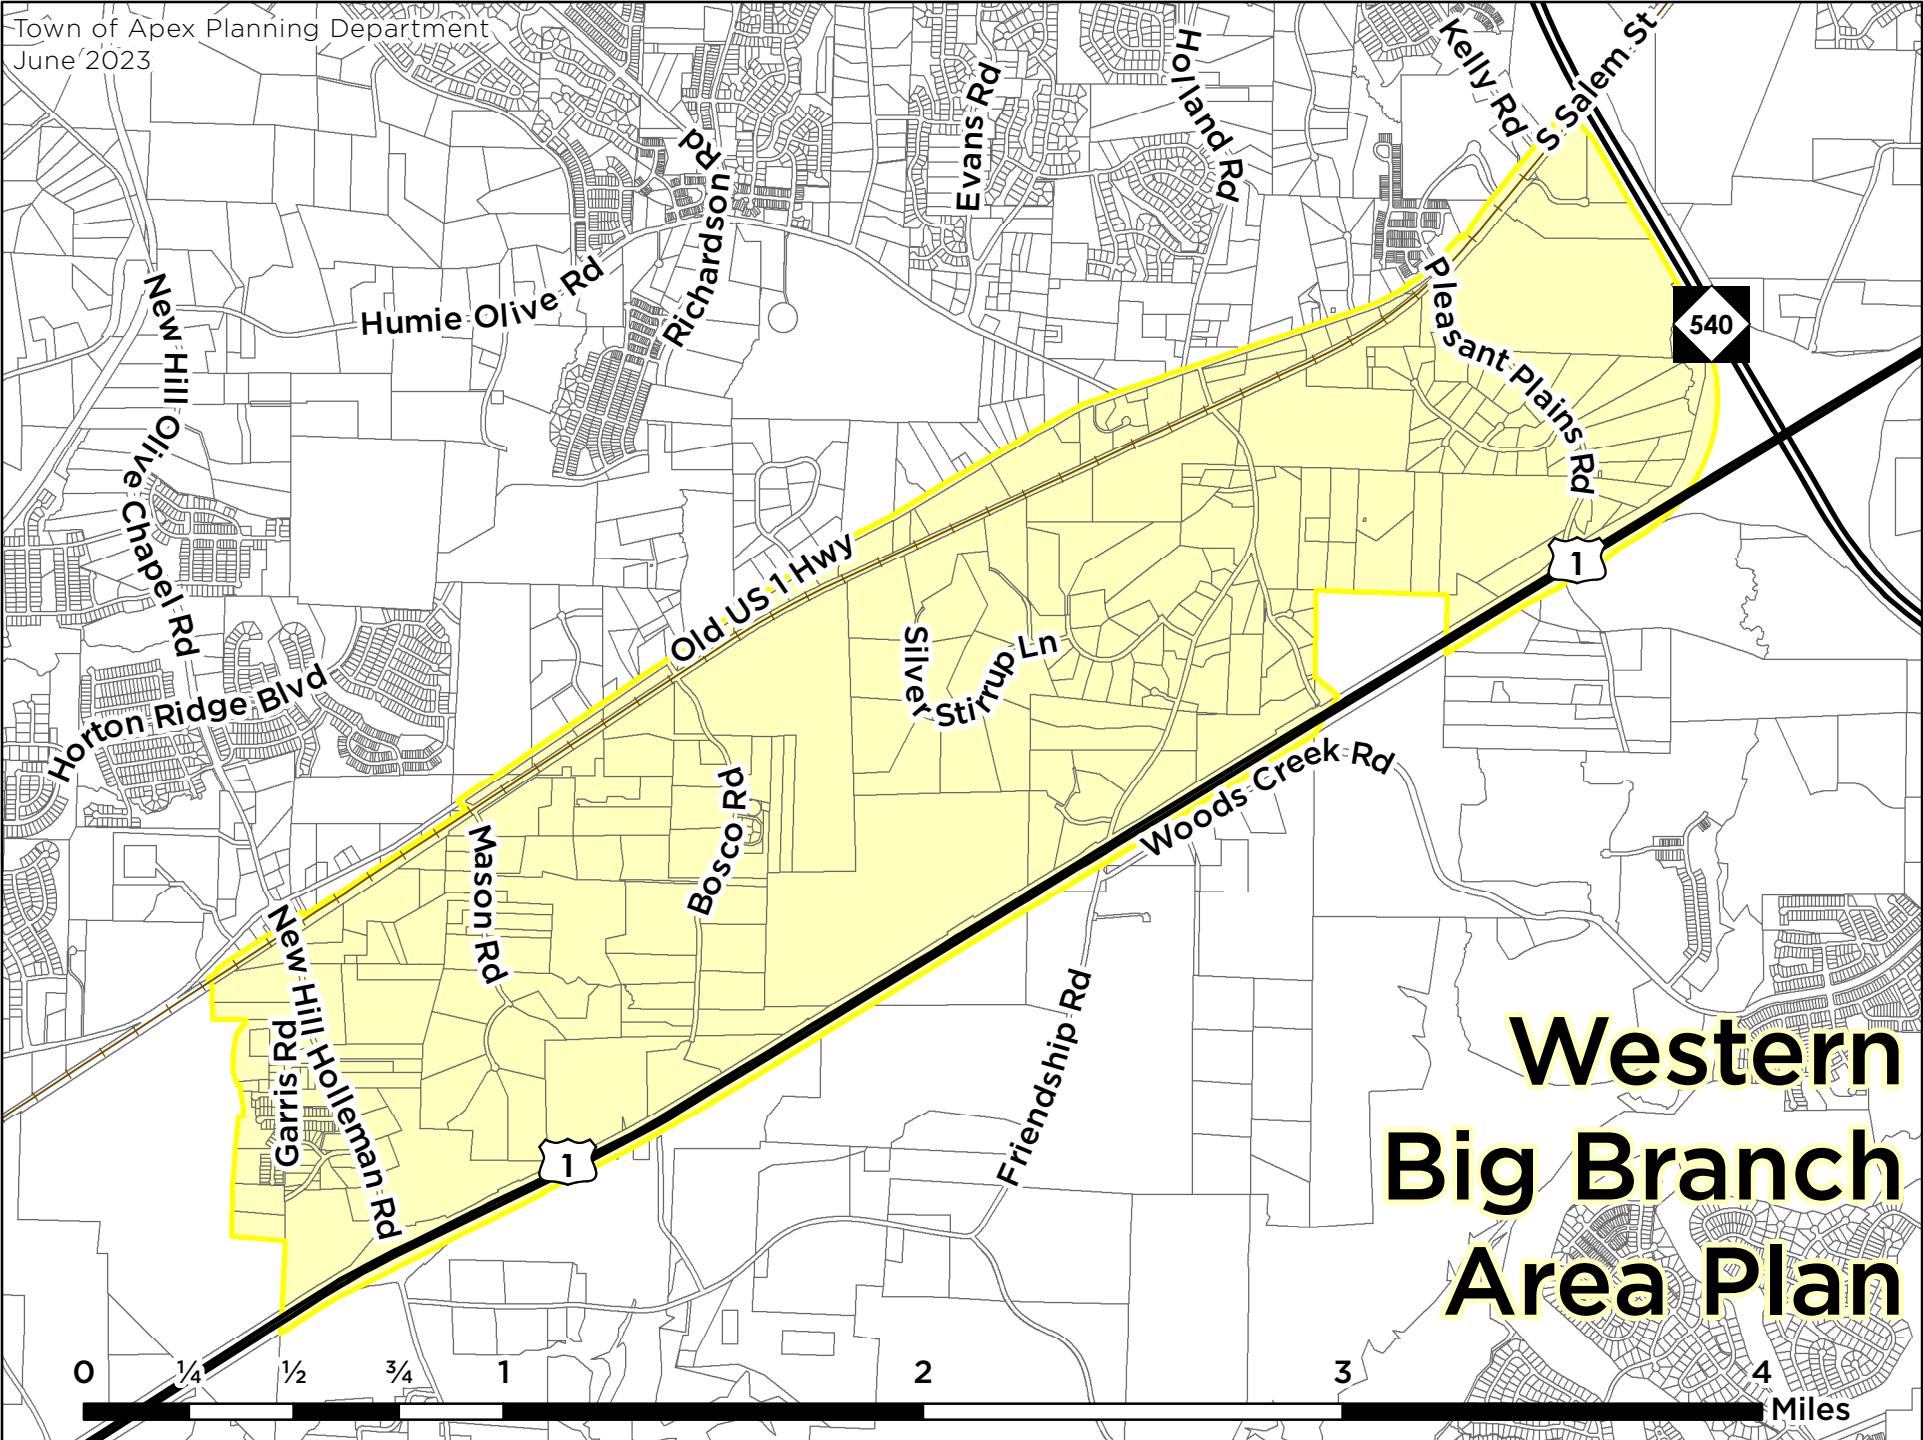 Town of Apex Planning Department
June 2023
Kelly Rd
S Salem St
Holland Rd
Evans Rd
Richardson Rd
Humie Olive Rd
New Hill Olive Chapel Rd
Pleasant Plains Rd
540
1
Old US 1 Hwy
Silver Stirrup Ln
Horton Ridge Blvd
Woods Creek Rd
Bosco Rd
Mason Rd
New Hill Holleman Rd
Garris Rd
Friendship Rd
1
Western
Big Branch
Area Plan
0 ¼ ½ ¾ 1 2 3 4
Miles